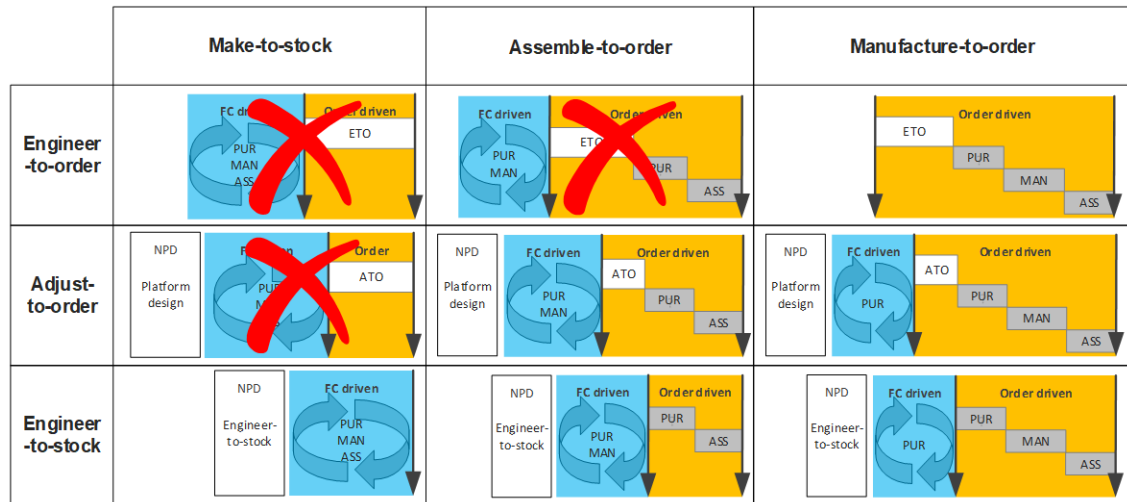 Make-to-stock
Assemble-to-order
Manufacture-to-order
Engineer
-to-order
FC driven
Order driven
ETO
PUR
MAN
ASS
FC driven
Order driven
ETO
PUR
MAN
PUR
ASS
Order driven
ETO
PUR
MAN
ASS
Adjust-
to-order
NPD
Platform
design
driven
Order
ATO
PUR
NPD
Platform
design
FC driven
Order driven
ATO
PUR
MAN
PUR
ASS
NPD
Platform
design
FC driven
Order driven
ATO
PUR
PUR
MAN
ASS
Engineer
-to-stock
NPD
Engineer-
to-stock
FC driven
PUR
MAN
ASS
NPD
Engineer-
to-stock
FC driven
Order driven
PUR
MAN
PUR
ASS
NPD
Engineer-
to-stock
FC driven
Order driven
PUR
PUR
MAN
ASS